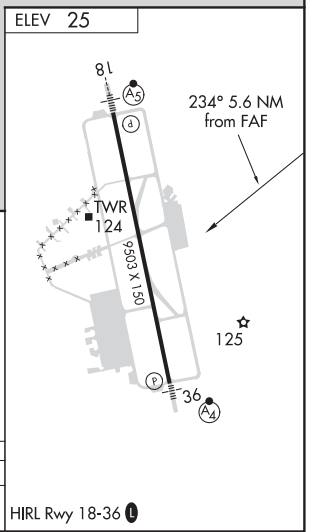 ELEV 25
18
A5
P
234° 5.6 NM
from FAF
TWR
124
9503 X 150
125
P
36
A4
HIRL Rwy 18-36 L